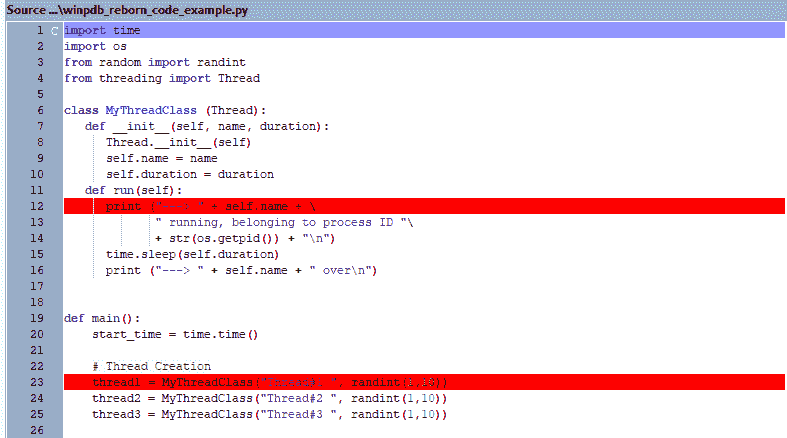 Source ...\winpdb_reborn_code_example.py
1 C import time
2 import os
3 from random import randint
4 from threading import Thread
5
6 class MyThreadClass (Thread):
7 def __init__(self, name, duration):
8 Thread.__init__(self)
9 self.name = name
10 self.duration = duration
11 def run(self):
12 print ("---> " + self.name + \
13 " running, belonging to process ID "\
14 + str(os.getpid()) + "\n")
15 time.sleep(self.duration)
16 print ("---> " + self.name + " over\n")
17
18
19 def main():
20 start_time = time.time()
21
22 # Thread Creation
23 thread1 = MyThreadClass("Thread#1 ", randint(1,10))
24 thread2 = MyThreadClass("Thread#2 ", randint(1,10))
25 thread3 = MyThreadClass("Thread#3 ", randint(1,10))
26